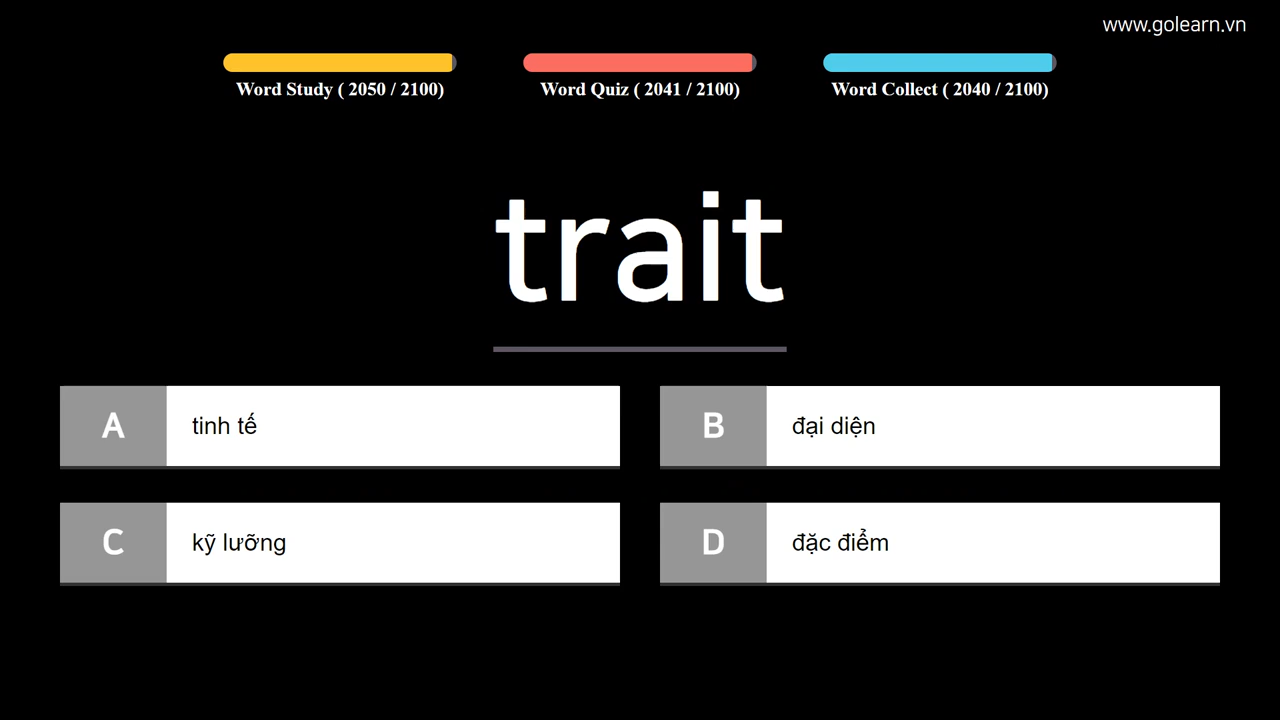 www.golearn.vn
Word Study ( 2050 / 2100)
Word Quiz ( 2041 / 2100)
Word Collect ( 2040 / 2100)
trait
A tinh tế
B đại diện
C kỹ lưỡng
D đặc điểm